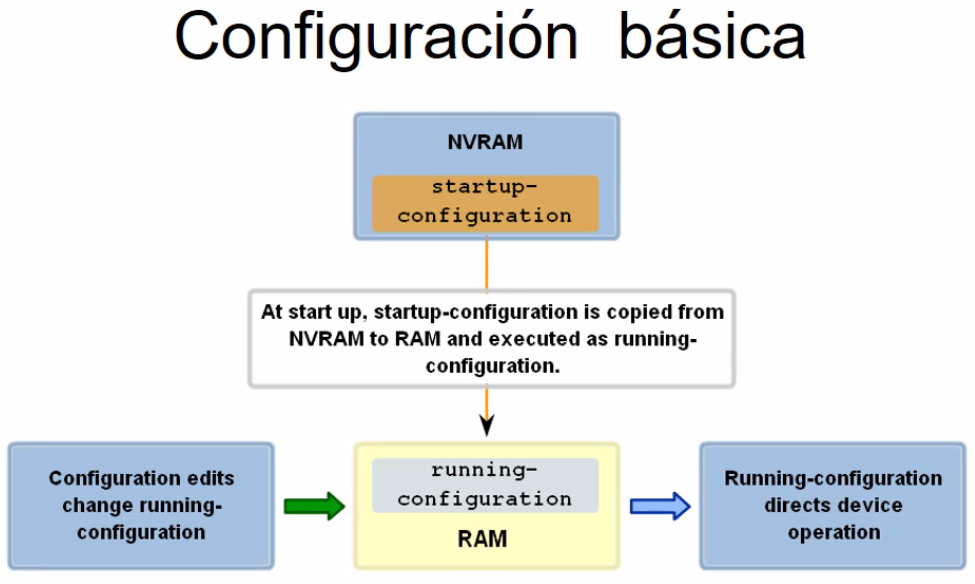 Configuración básica
NVRAM
startup-
configuration
At start up, startup-configuration is copied from
NVRAM to RAM and executed as running-
configuration.
Configuration edits
change running-
configuration
running-
configuration
RAM
Running-configuration
directs device
operation